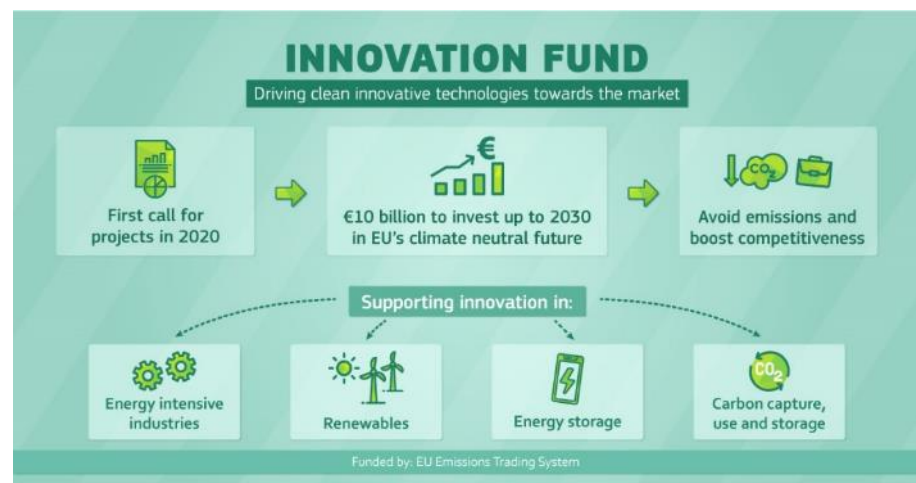 INNOVATION FUND
Driving clean innovative technologies towards the market
First call for
projects in 2020
€
€10 billion to invest up to 2030
in EU's climate neutral future
CO₂
Avoid emissions and
boost competitiveness
Supporting innovation in:
Energy intensive
industries
Renewables
Energy storage
CO₂
Carbon capture,
use and storage
Funded by: EU Emissions Trading System